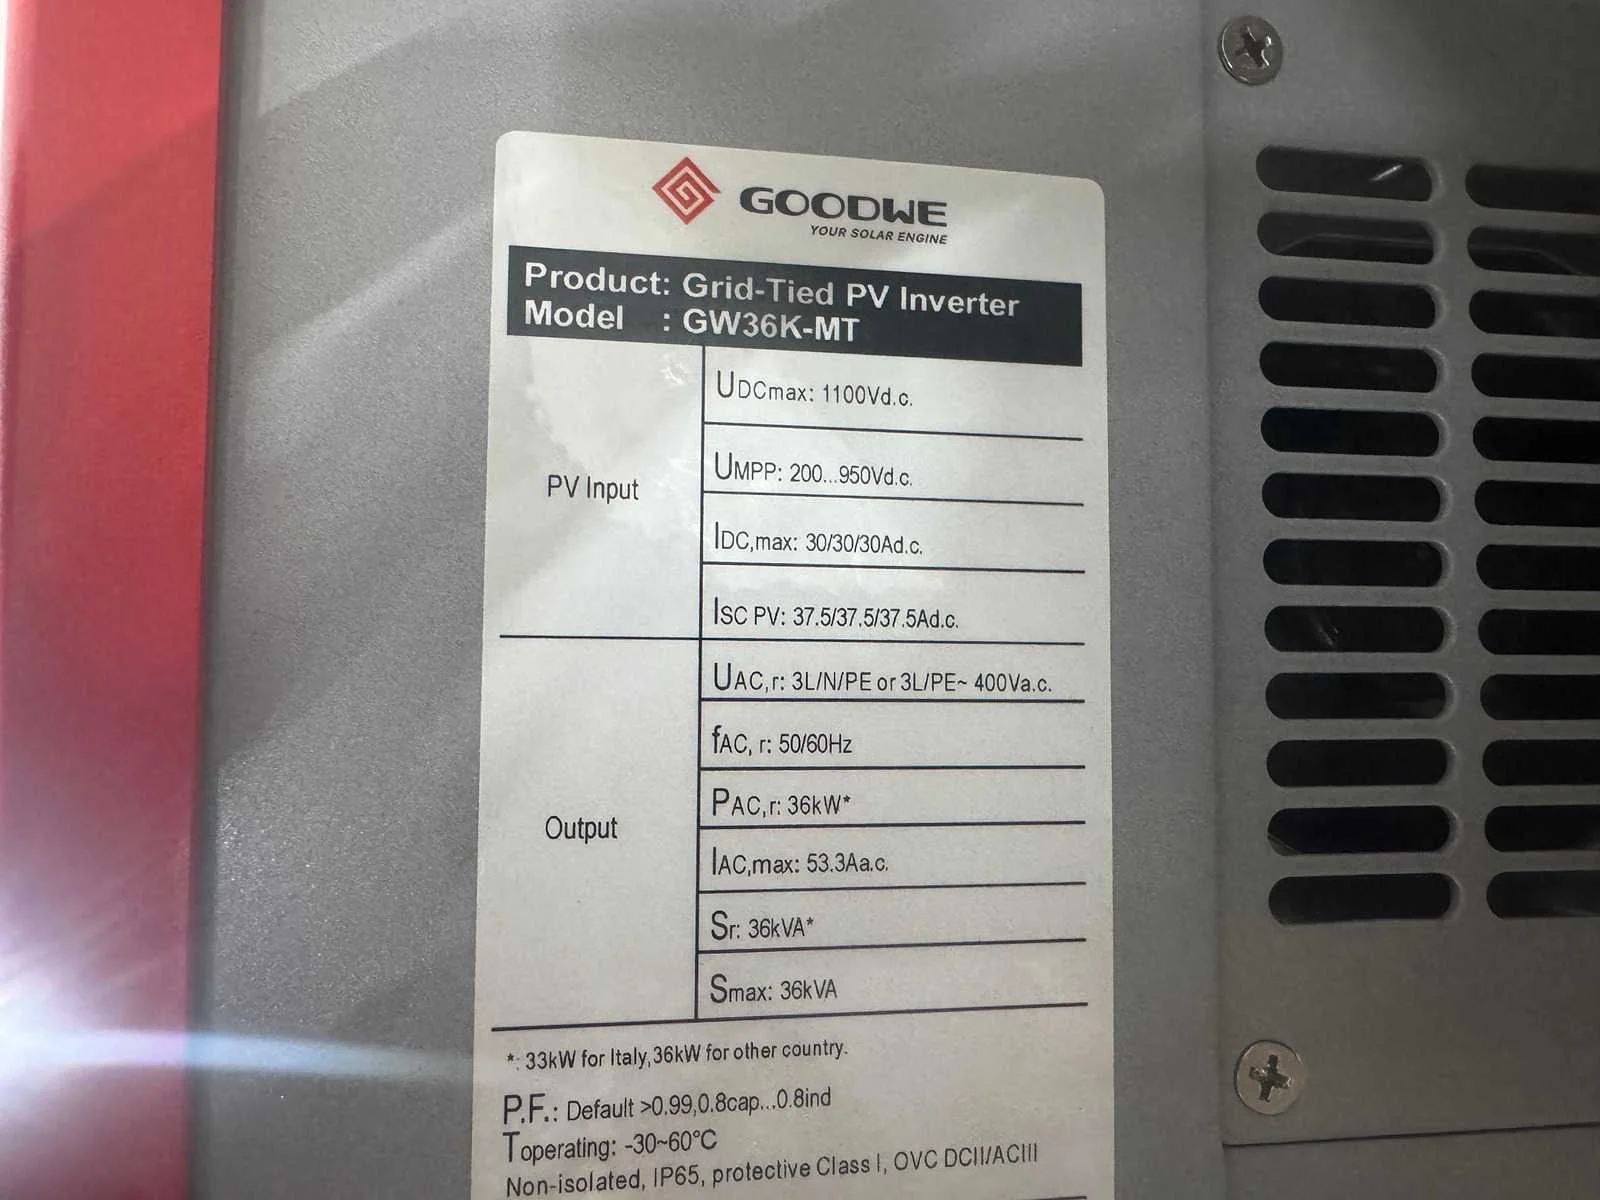 GOODWE
YOUR SOLAR ENGINE
Product: Grid-Tied PV Inverter
Model : GW36K-MT
PV Input
UDCmax: 1100Vd.c.
UMPP: 200...950Vd.c.
IDC,max: 30/30/30Ad.c.
ISC PV: 37.5/37.5/37.5Ad.c.
Output
UAC,r: 3L/N/PE or 3L/PE~ 400Va.c.
fAC, r: 50/60Hz
PAC,r: 36kW*
IAC,max: 53.3Aa.c.
Sr: 36kVA*
Smax: 36kVA
*: 33kW for Italy,36kW for other country.
P.F.: Default >0.99,0.8cap...0.8ind
Toperating: -30~60°C
Non-isolated, IP65, protective Class I, OVC DCII/ACIII